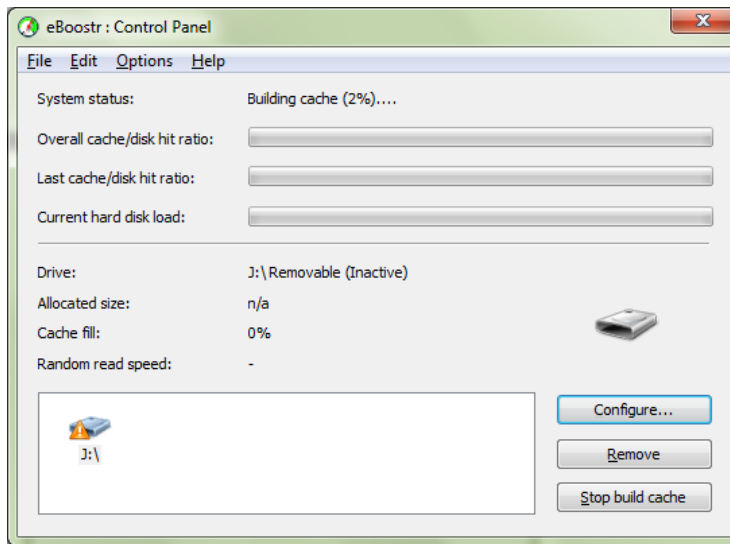 eBoostr : Control Panel
File Edit Options Help
System status: Building cache (2%)....
Overall cache/disk hit ratio:
Last cache/disk hit ratio:
Current hard disk load:
Drive: J:\Removable (Inactive)
Allocated size: n/a
Cache fill: 0%
Random read speed: -
J:\
Configure...
Remove
Stop build cache